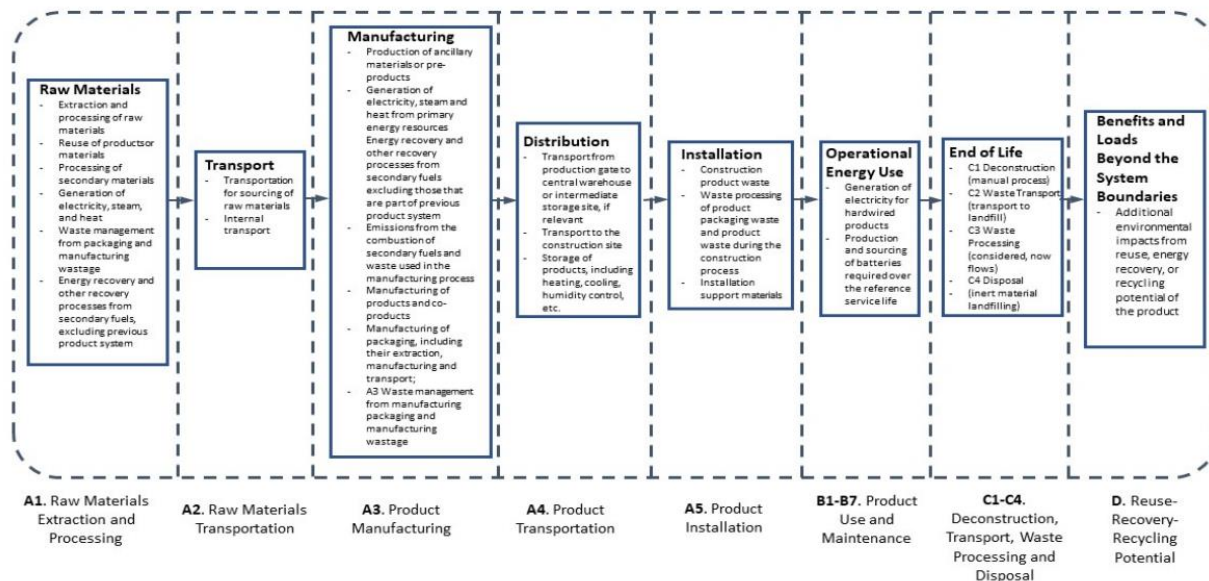 Raw Materials
- Extraction and
processing of raw
materials
- Reuse of productsor
materials
- Processing of
secondary materials
- Generation of
electricity, steam,
and heat
- Waste management
from packaging and
manufacturing
wastage
- Energy recovery and
other recovery
processes from
secondary fuels,
excluding previous
product system
Transport
- Transportation
for sourcing of
raw materials
- Internal
transport
Manufacturing
- Production of ancillary
materials or pre-
products
- Generation of
electricity, steam and
heat from primary
energy resources
Energy recovery and
other recovery
processes from
secondary fuels
excluding those that
are part of previous
product system
- Emissions from the
combustion of
secondary fuels and
waste used in the
manufacturing process
- Manufacturing of
products and co-
products
- Manufacturing of
packaging, including
their extraction,
manufacturing and
transport;
- A3 Waste management
from manufacturing
packaging and
manufacturing
wastage
Distribution
- Transport from
production gate to
central warehouse
or intermediate
storage site, if
relevant
- Transport to the
construction site
- Storage of
products, including
heating, cooling,
humidity control,
etc.
Installation
- Construction
product waste
- Waste processing of
product packaging
waste and product
waste during the
construction
process
- Installation
support materials
Operational
Energy Use
- Generation of
electricity for
hardwired
products
- Production
and sourcing of
batteries
required over
the reference
service life
End of Life
- C1 Deconstruction
(manual process)
- C2 Waste Transport
(transport to
landfill)
- C3 Waste
Processing
(considered, now
flows)
- C4 Disposal
- (inert material
landfilling)
Benefits and
Loads
Beyond the
System
Boundaries
- Additional
environmental
impacts from
reuse, energy
recovery, or
recycling
potential of
the product
A1. Raw Materials
Extraction and
Processing
A2. Raw Materials
Transportation
A3. Product
Manufacturing
A4. Product
Transportation
A5. Product
Installation
B1-B7. Product
Use and
Maintenance
C1-C4.
Deconstruction,
Transport, Waste
Processing and
Disposal
D. Reuse-
Recovery-
Recycling
Potential